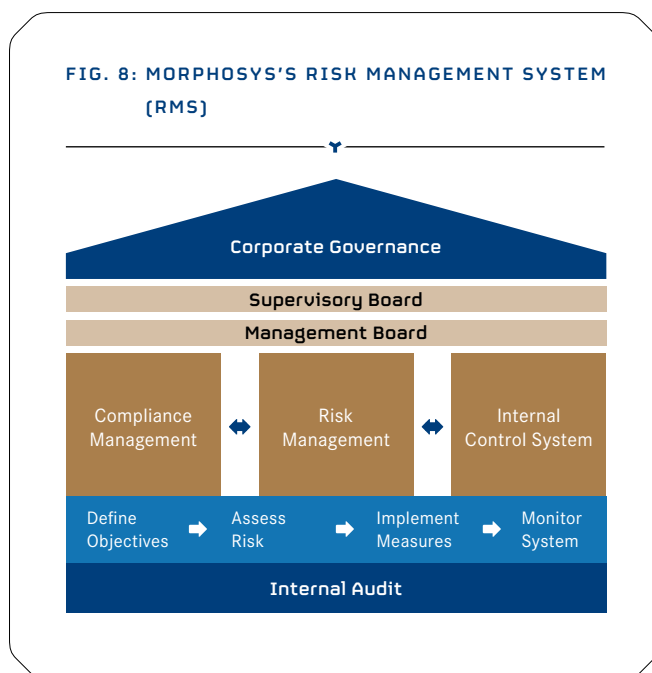 FIG. 8: MORPHOSYS'S RISK MANAGEMENT SYSTEM
(RMS)
Corporate Governance
Supervisory Board
Management Board
Compliance
Management
Risk
Management
Internal
Control System
Define
Objectives
Assess
Risk
Implement
Measures
Monitor
System
Internal Audit